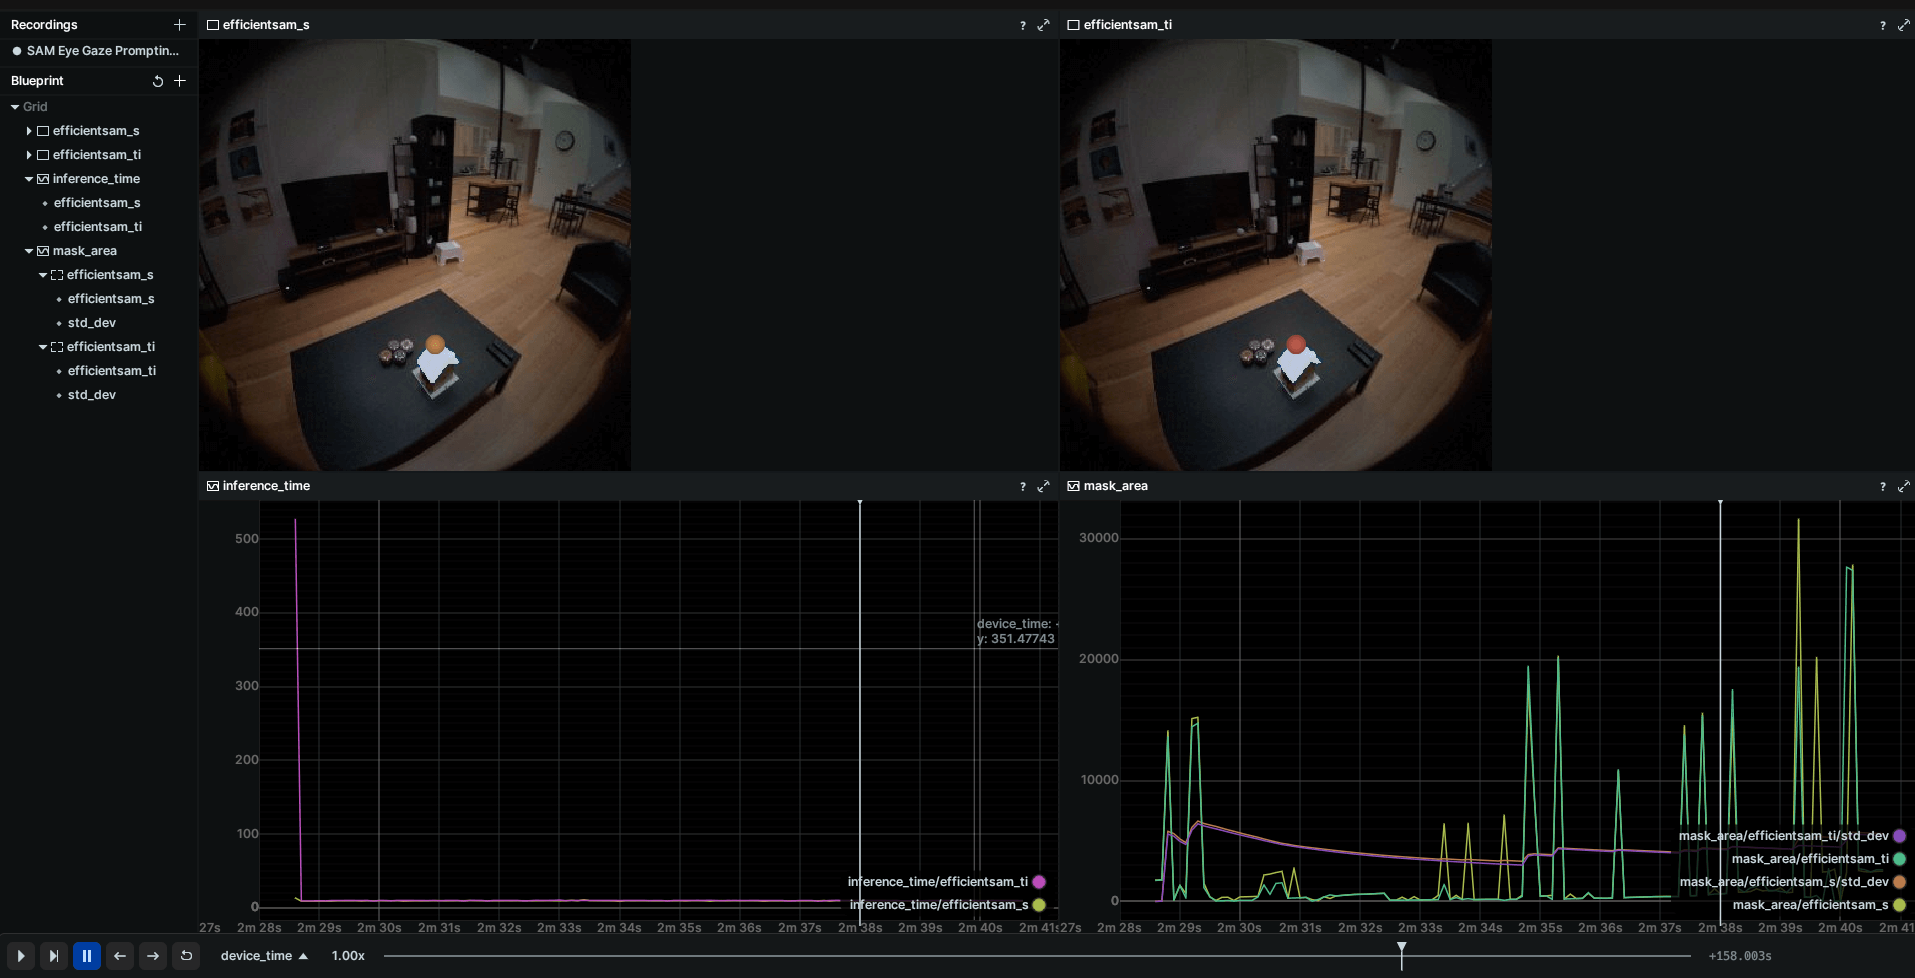 Recordings
SAM Eye Gaze Promptin...
Blueprint
Grid
efficientsam_s
efficientsam_ti
inference_time
efficientsam_s
efficientsam_ti
mask_area
efficientsam_s
efficientsam_s
std_dev
efficientsam_ti
efficientsam_ti
std_dev
efficientsam_s ?
efficientsam_ti ?
inference_time ?
500
400
300
200
100
0
device_time: -
y: 351.47743
inference_time/efficientsam_ti
inference_time/efficientsam_s
27s 2m 28s 2m 29s 2m 30s 2m 31s 2m 32s 2m 33s 2m 34s 2m 35s 2m 36s 2m 37s 2m 38s 2m 39s 2m 40s 2m 41s
mask_area ?
30000
20000
10000
0
mask_area/efficientsam_ti/std_dev
mask_area/efficientsam_ti
mask_area/efficientsam_s/std_dev
mask_area/efficientsam_s
27s 2m 28s 2m 29s 2m 30s 2m 31s 2m 32s 2m 33s 2m 34s 2m 35s 2m 36s 2m 37s 2m 38s 2m 39s 2m 40s 2m 41
device_time 1.00x +158.003s